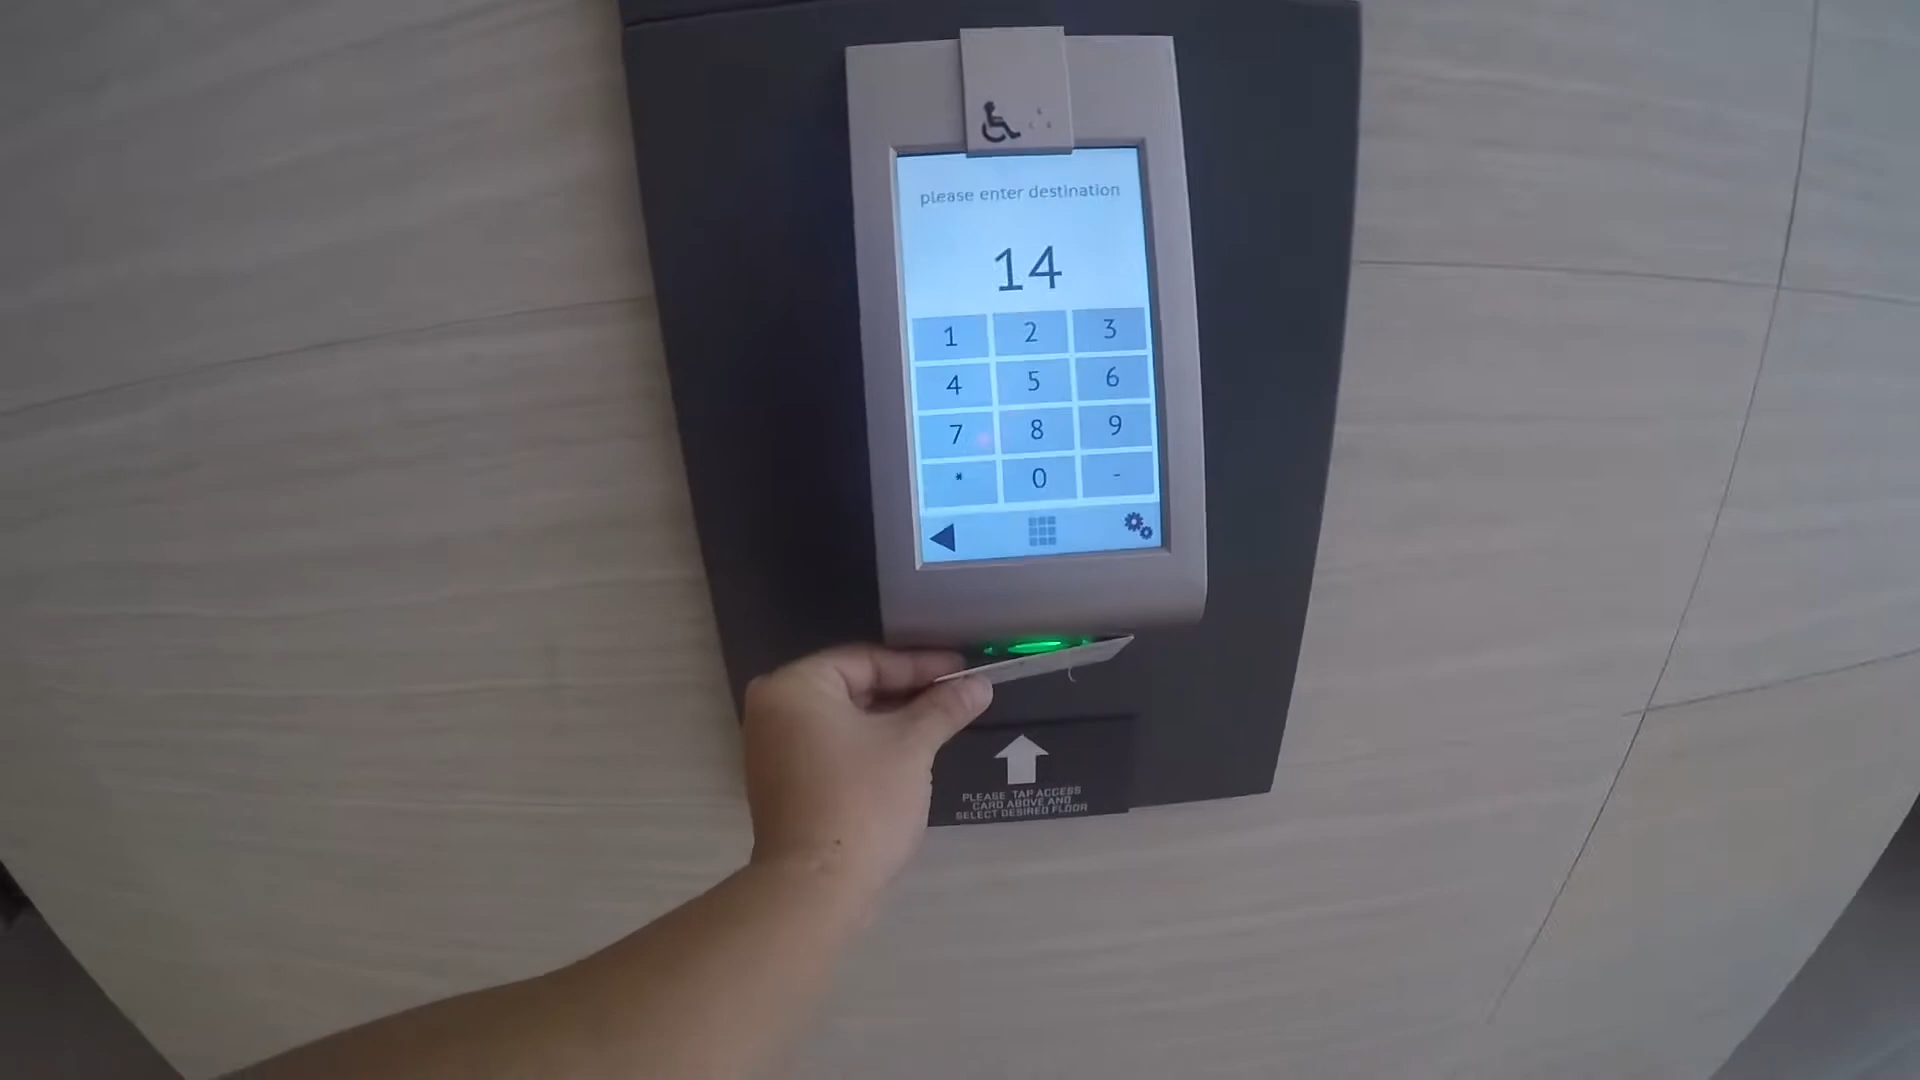 please enter destination
14
1 2 3
4 5 6
7 8 9
* 0 -
PLEASE TAP ACCESS
CARD ABOVE AND
SELECT DESIRED FLOOR